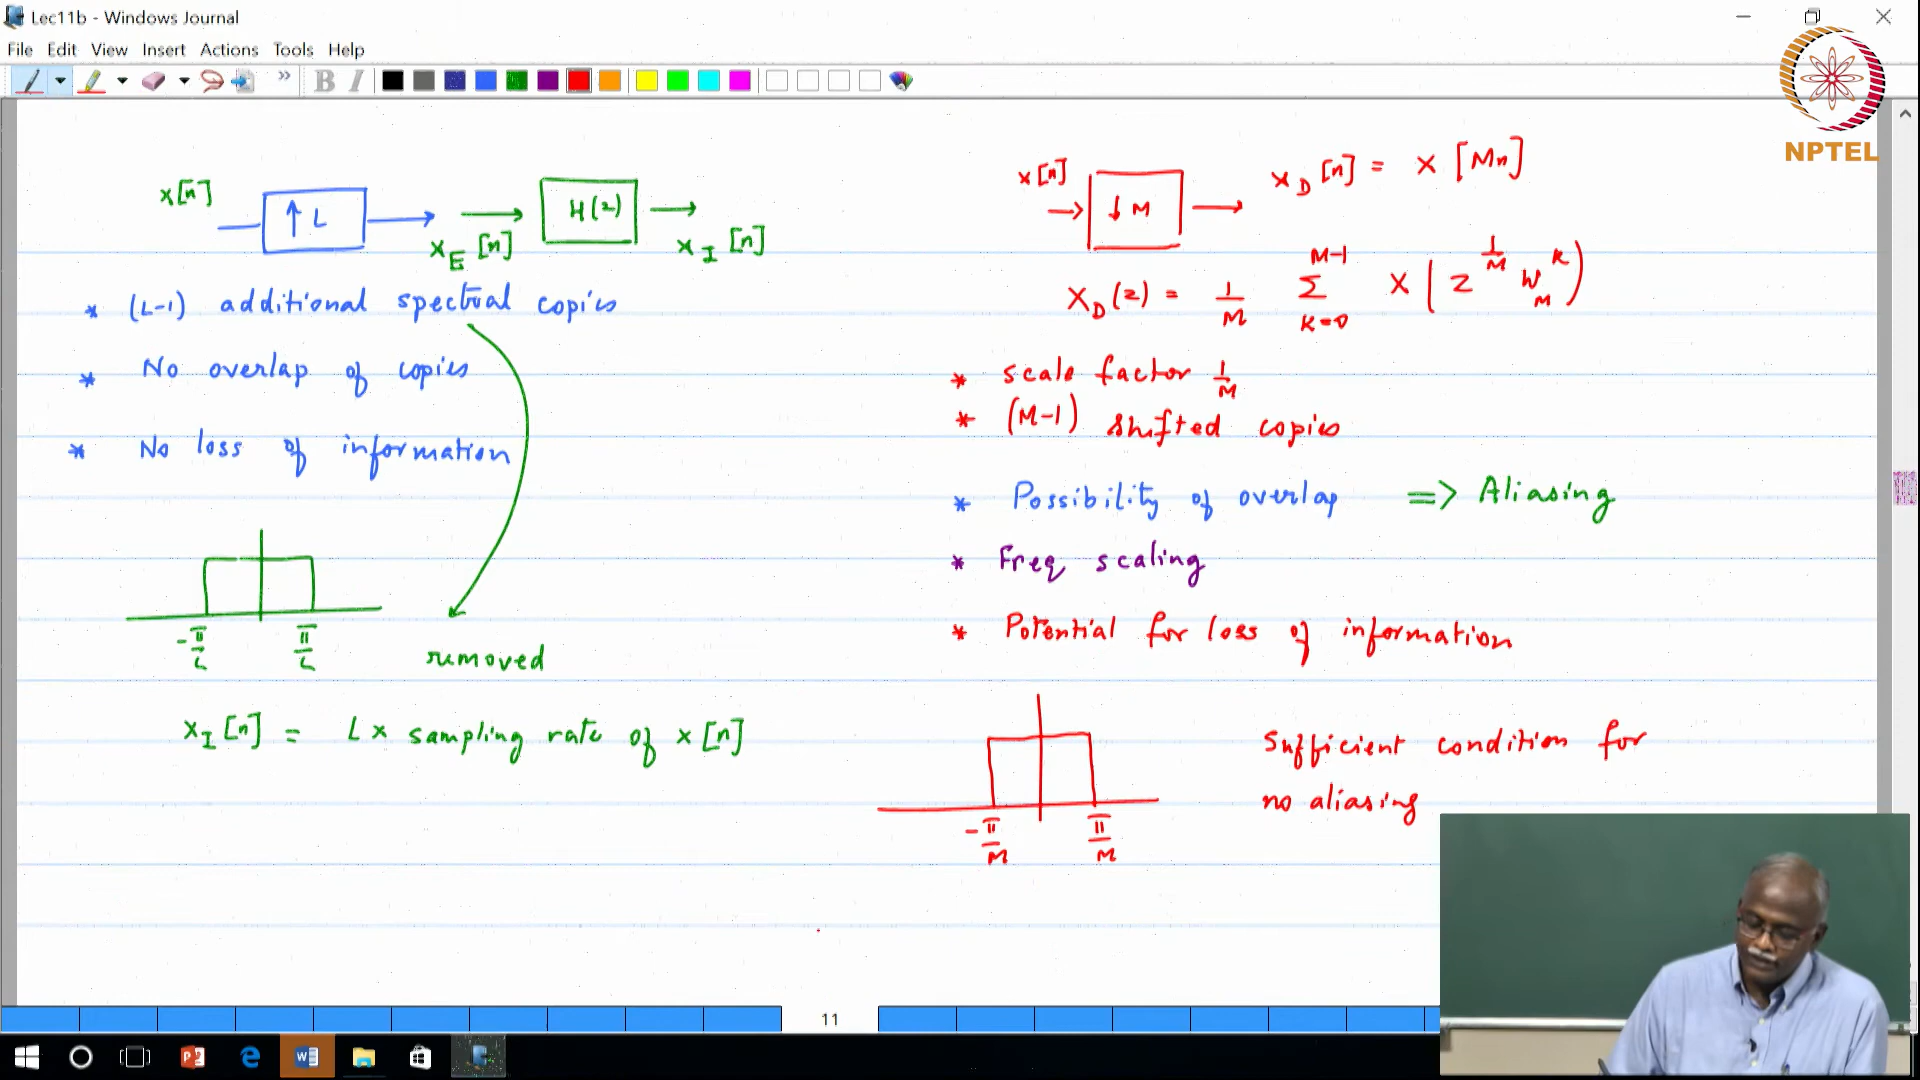 Lec11b - Windows Journal
File Edit View Insert Actions Tools Help
B I
NPTEL
x[n]
↑ L
x_E[n]
H(z)
x_I[n]
* (L-1) additional spectral copies
* No overlap of copies
* No loss of information
-π/L π/L
removed
x_I[n] = L x sampling rate of x[n]
x[n]
↓ M
x_D[n] = x[Mn]
X_D(z) = 1/M Σ_{k=0}^{M-1} X(z^{1/M} W_M^k)
* scale factor 1/M
* (M-1) shifted copies
* Possibility of overlap => Aliasing
* Freq scaling
* Potential for loss of information
-π/M π/M
Sufficient condition for
no aliasing
11